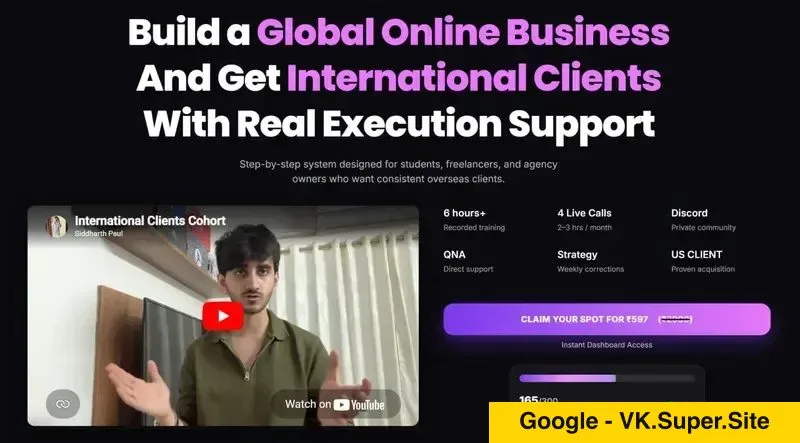 Build a Global Online Business
And Get International Clients
With Real Execution Support
Step-by-step system designed for students, freelancers, and agency
owners who want consistent overseas clients.
International Clients Cohort
Siddharth Paul
Watch on YouTube
6 hours+
Recorded training
4 Live Calls
2–3 hrs / month
Discord
Private community
QNA
Direct support
Strategy
Weekly corrections
US CLIENT
Proven acquisition
CLAIM YOUR SPOT FOR ₹597
Instant Dashboard Access
165/300
Google - VK.Super.Site